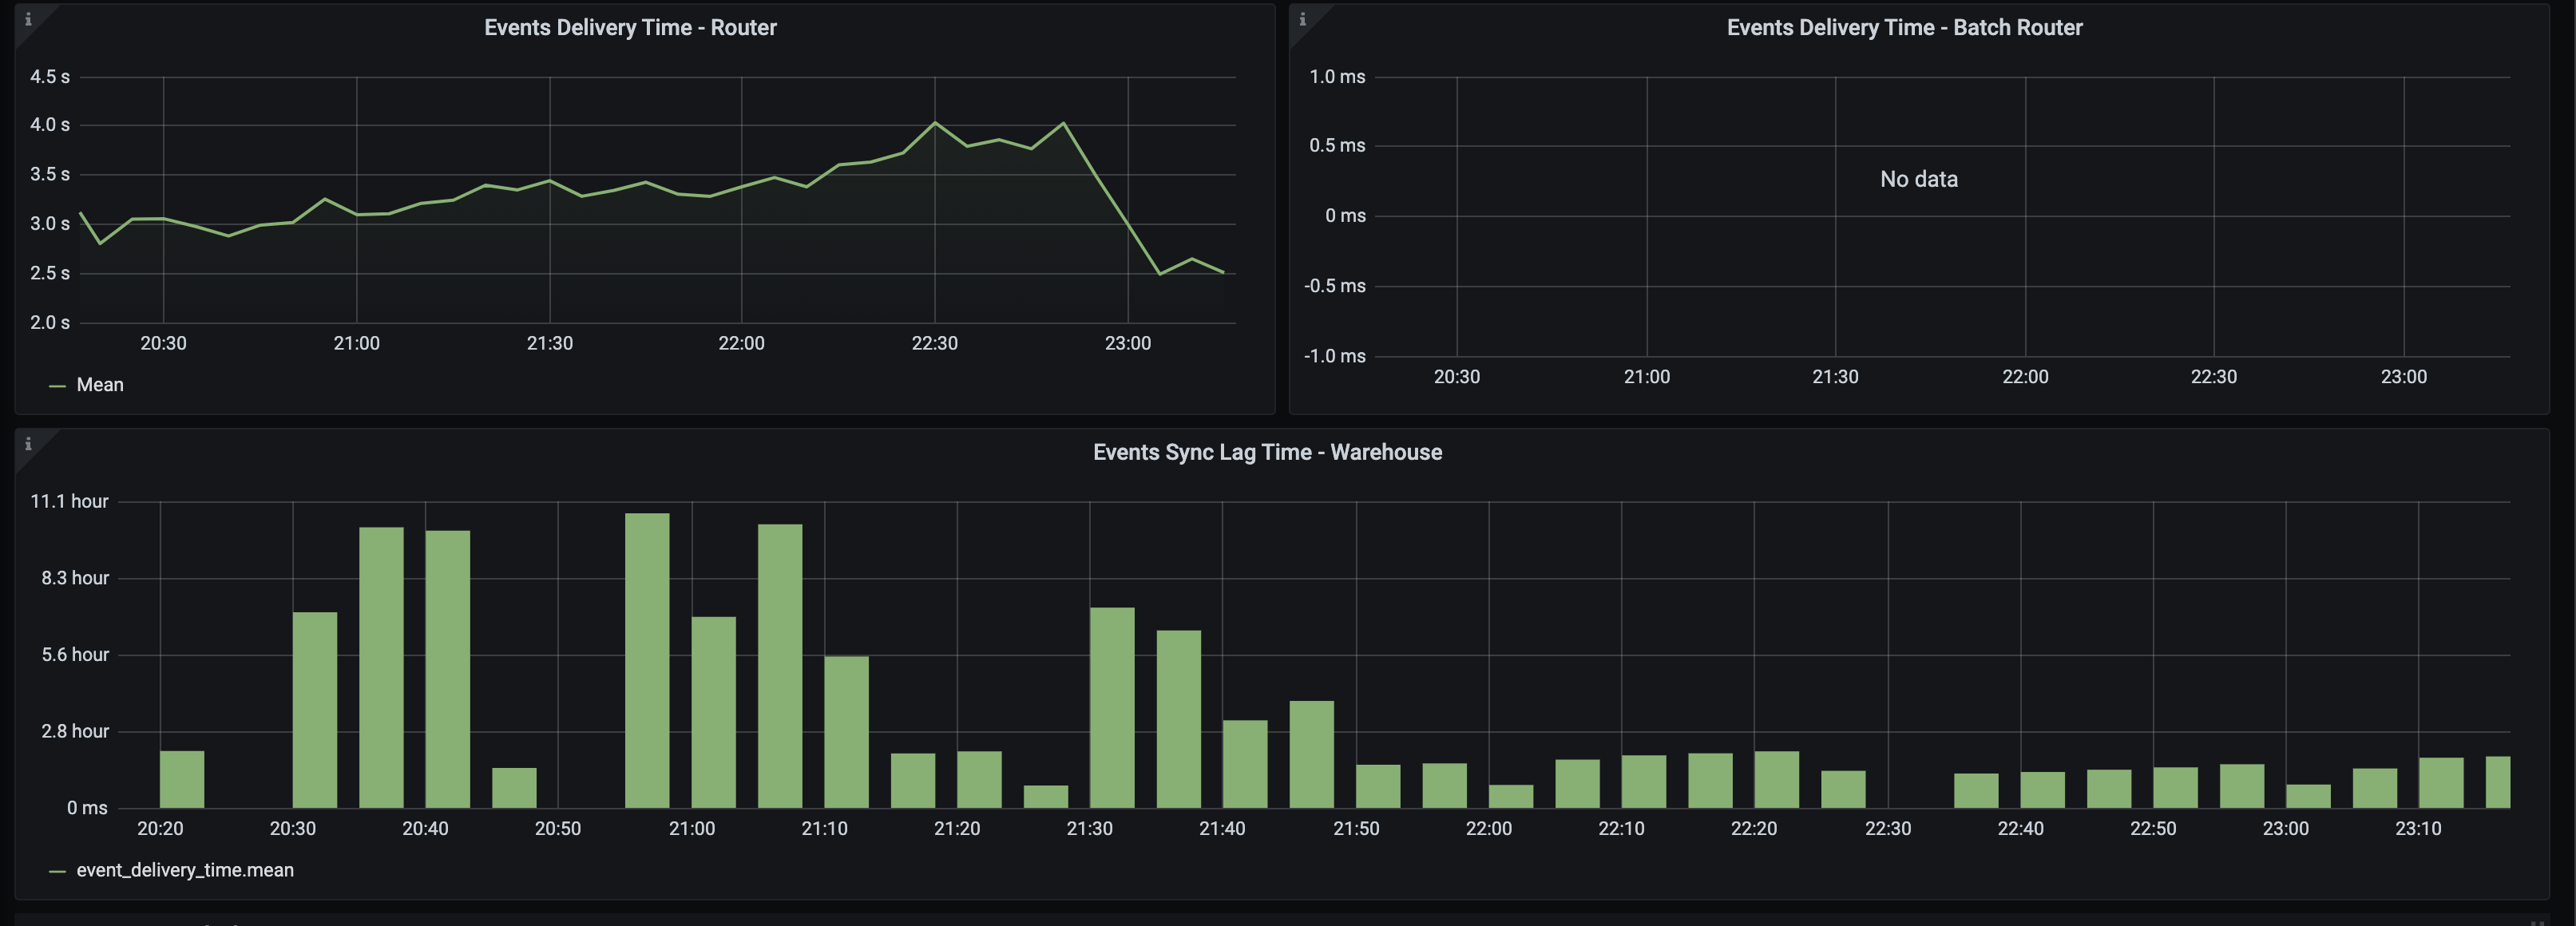 Events Delivery Time - Router
4.5 s
4.0 s
3.5 s
3.0 s
2.5 s
2.0 s
20:30 21:00 21:30 22:00 22:30 23:00
Mean
Events Delivery Time - Batch Router
1.0 ms
0.5 ms
0 ms
-0.5 ms
-1.0 ms
No data
20:30 21:00 21:30 22:00 22:30 23:00
Events Sync Lag Time - Warehouse
11.1 hour
8.3 hour
5.6 hour
2.8 hour
0 ms
20:20 20:30 20:40 20:50 21:00 21:10 21:20 21:30 21:40 21:50 22:00 22:10 22:20 22:30 22:40 22:50 23:00 23:10
event_delivery_time.mean